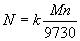 N = k Mn/9730